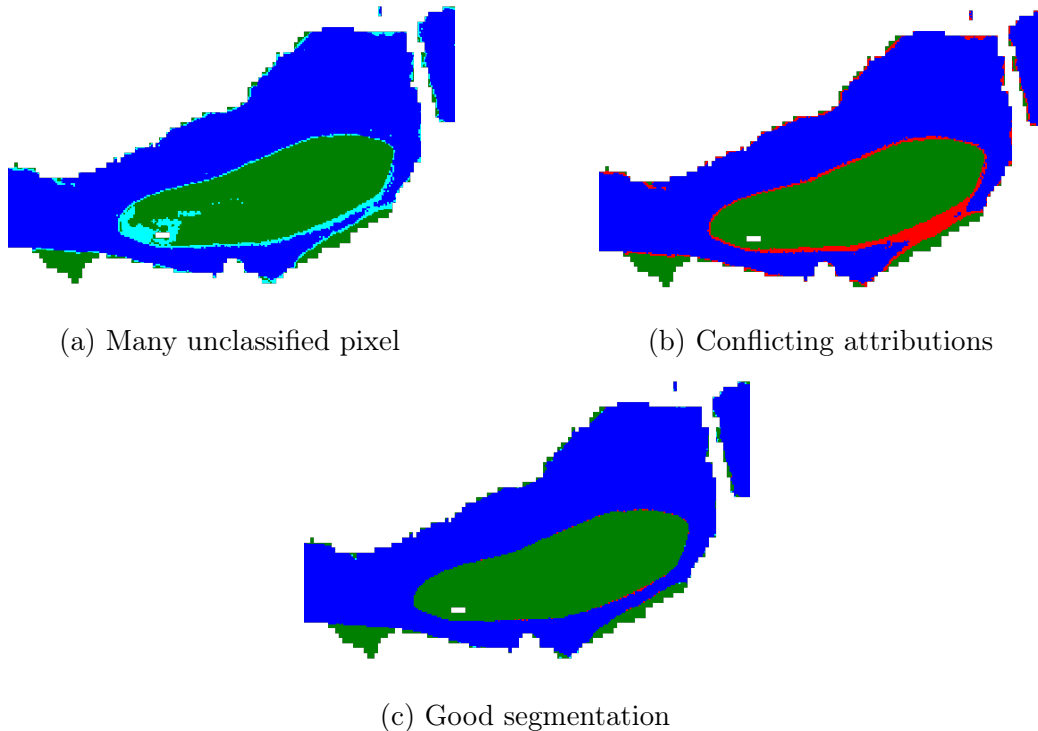 (a) Many unclassified pixel
(b) Conflicting attributions
(c) Good segmentation